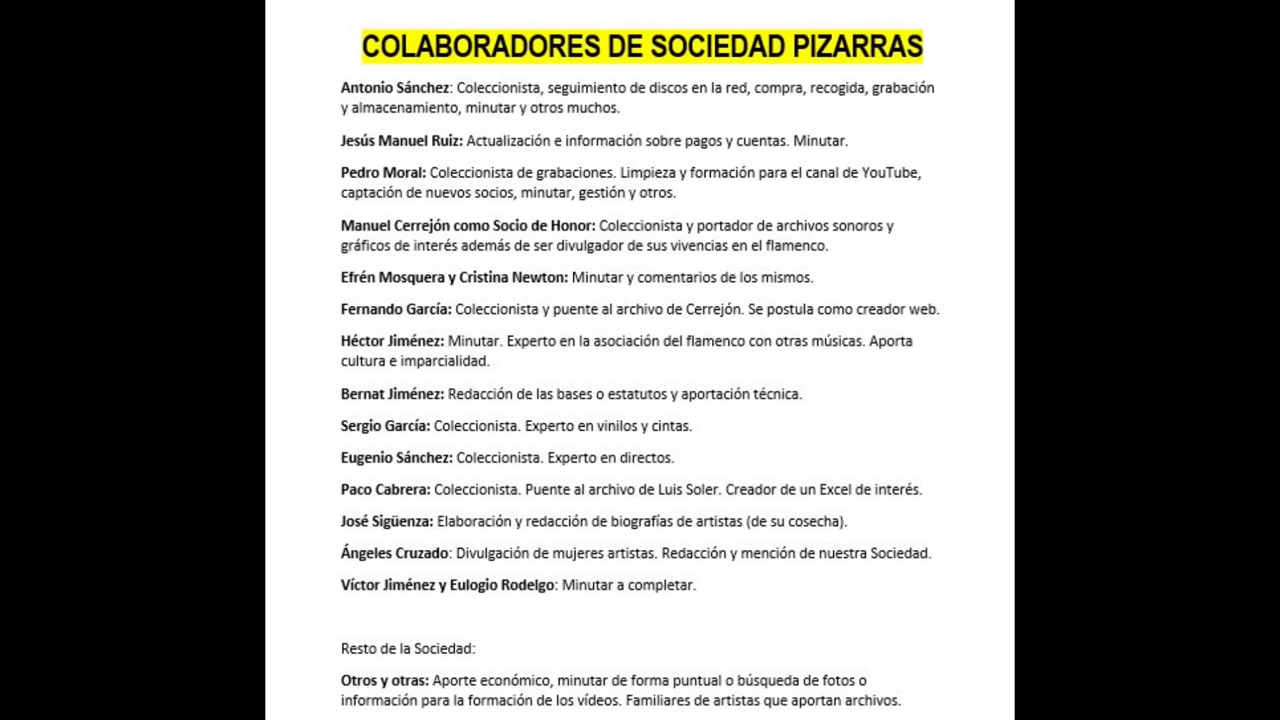 COLABORADORES DE SOCIEDAD PIZARRAS
Antonio Sánchez: Coleccionista, seguimiento de discos en la red, compra, recogida, grabación
y almacenamiento, minutar y otros muchos.
Jesús Manuel Ruiz: Actualización e información sobre pagos y cuentas. Minutar.
Pedro Moral: Coleccionista de grabaciones. Limpieza y formación para el canal de YouTube,
captación de nuevos socios, minutar, gestión y otros.
Manuel Cerrejón como Socio de Honor: Coleccionista y portador de archivos sonoros y
gráficos de interés además de ser divulgador de sus vivencias en el flamenco.
Efrén Mosquera y Cristina Newton: Minutar y comentarios de los mismos.
Fernando García: Coleccionista y puente al archivo de Cerrejón. Se postula como creador web.
Héctor Jiménez: Minutar. Experto en la asociación del flamenco con otras músicas. Aporta
cultura e imparcialidad.
Bernat Jiménez: Redacción de las bases o estatutos y aportación técnica.
Sergio García: Coleccionista. Experto en vinilos y cintas.
Eugenio Sánchez: Coleccionista. Experto en directos.
Paco Cabrera: Coleccionista. Puente al archivo de Luis Soler. Creador de un Excel de interés.
José Sigüenza: Elaboración y redacción de biografías de artistas (de su cosecha).
Ángeles Cruzado: Divulgación de mujeres artistas. Redacción y mención de nuestra Sociedad.
Víctor Jiménez y Eulogio Rodelgo: Minutar a completar.
Resto de la Sociedad:
Otros y otras: Aporte económico, minutar de forma puntual o búsqueda de fotos o
información para la formación de los vídeos. Familiares de artistas que aportan archivos.